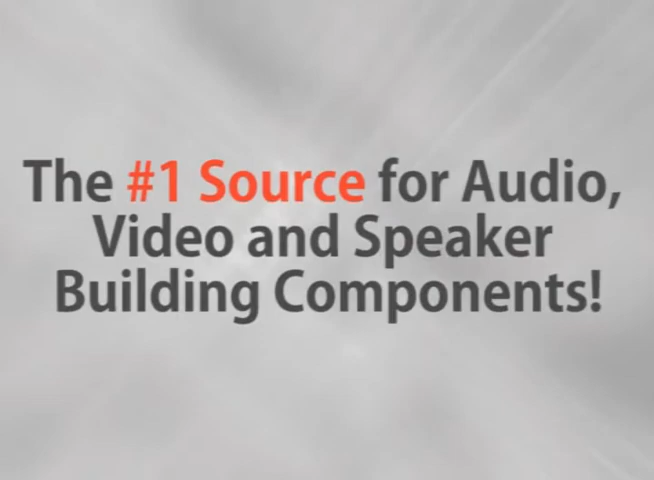 The #1 Source for Audio,
Video and Speaker
Building Components!